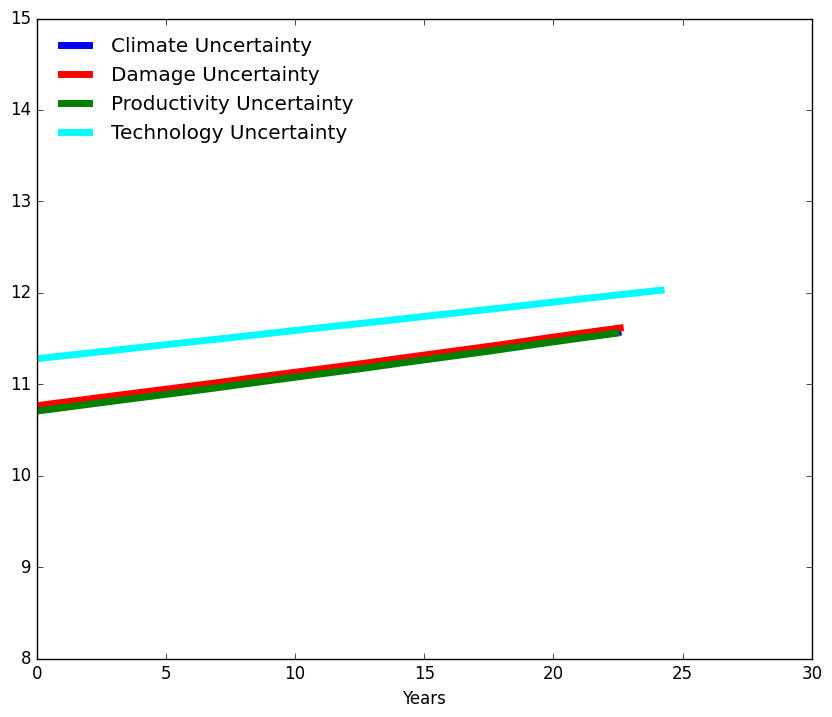 15
14
13
12
11
10
9
8
Climate Uncertainty
Damage Uncertainty
Productivity Uncertainty
Technology Uncertainty
0 5 10 15 20 25 30
Years